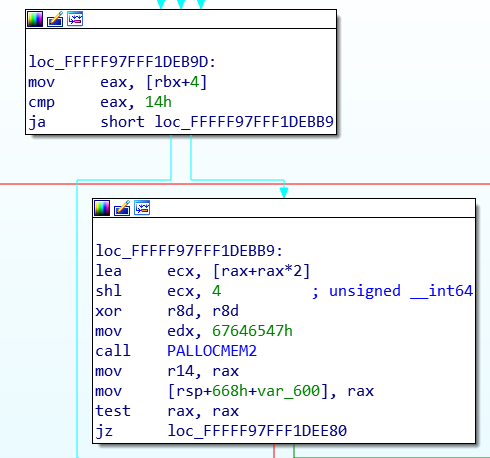 loc_FFFFF97FFF1DEB9D:
mov eax, [rbx+4]
cmp eax, 14h
ja short loc_FFFFF97FFF1DEBB9
loc_FFFFF97FFF1DEBB9:
lea ecx, [rax+rax*2]
shl ecx, 4 ; unsigned __int64
xor r8d, r8d
mov edx, 67646547h
call PALLOCMEM2
mov r14, rax
mov [rsp+668h+var_600], rax
test rax, rax
jz loc_FFFFF97FFF1DEE80